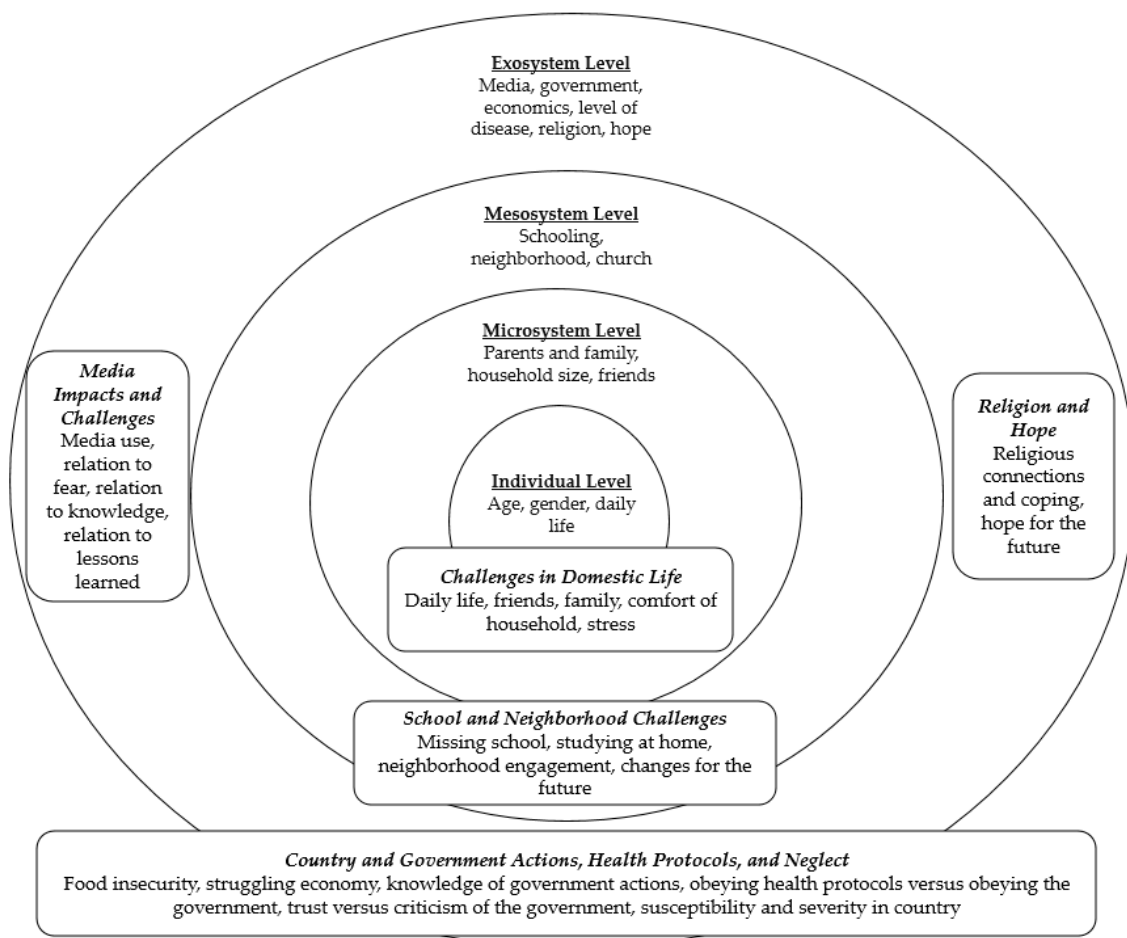 Exosystem Level
Media, government,
economics, level of
disease, religion, hope
Mesosystem Level
Schooling,
neighborhood, church
Microsystem Level
Parents and family,
household size, friends
Media
Impacts and
Challenges
Media use,
relation to
fear, relation
to knowledge,
relation to
lessons
learned
Religion and
Hope
Religious
connections
and coping,
hope for the
future
Individual Level
Age, gender, daily
life
Challenges in Domestic Life
Daily life, friends, family, comfort of
household, stress
School and Neighborhood Challenges
Missing school, studying at home,
neighborhood engagement, changes for the
future
Country and Government Actions, Health Protocols, and Neglect
Food insecurity, struggling economy, knowledge of government actions, obeying health protocols versus obeying the
government, trust versus criticism of the government, susceptibility and severity in country